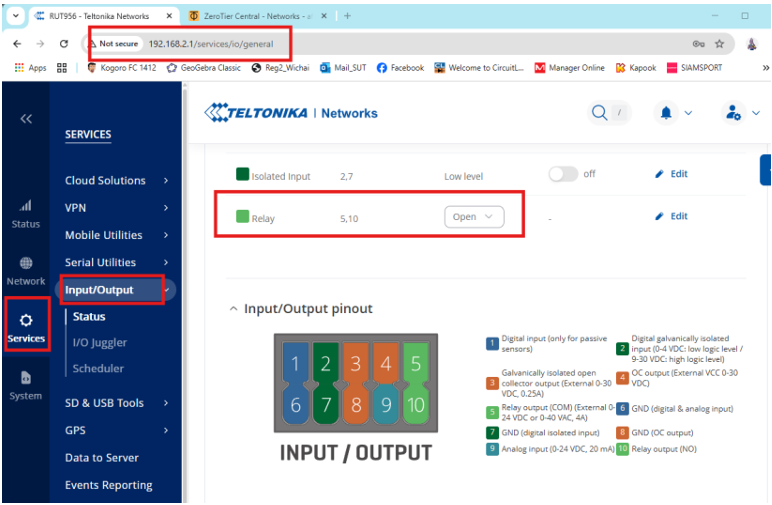 RUT956 - Teltonika Networks
ZeroTier Central - Networks -
Not secure 192.168.2.1/services/io/general
Apps
Kogoro FC 1412
GeoGebra Classic
Reg2_Wichai
Mail_SUT
Facebook
Welcome to CircuitL...
Manager Online
Kapook
SIAMSPORT
TELTONIKA | Networks
/
SERVICES
Cloud Solutions
VPN
Mobile Utilities
Serial Utilities
Input/Output
Status
I/O Juggler
Scheduler
SD & USB Tools
GPS
Data to Server
Events Reporting
Status
Network
Services
System
Isolated Input 2,7 Low level off Edit
Relay 5,10 Open - Edit
Input/Output pinout
1 2 3 4 5
6 7 8 9 10
INPUT / OUTPUT
1 Digital input (only for passive
sensors)
2 Digital galvanically isolated
input (0-4 VDC: low logic level /
9-30 VDC: high logic level)
3 Galvanically isolated open
collector output (External 0-30
VDC, 0.25A)
4 OC output (External VCC 0-30
VDC)
5 Relay output (COM) (External 0-
24 VDC or 0-40 VAC, 4A)
6 GND (digital & analog input)
7 GND (digital isolated input)
8 GND (OC output)
9 Analog input (0-24 VDC, 20 mA)
10 Relay output (NO)